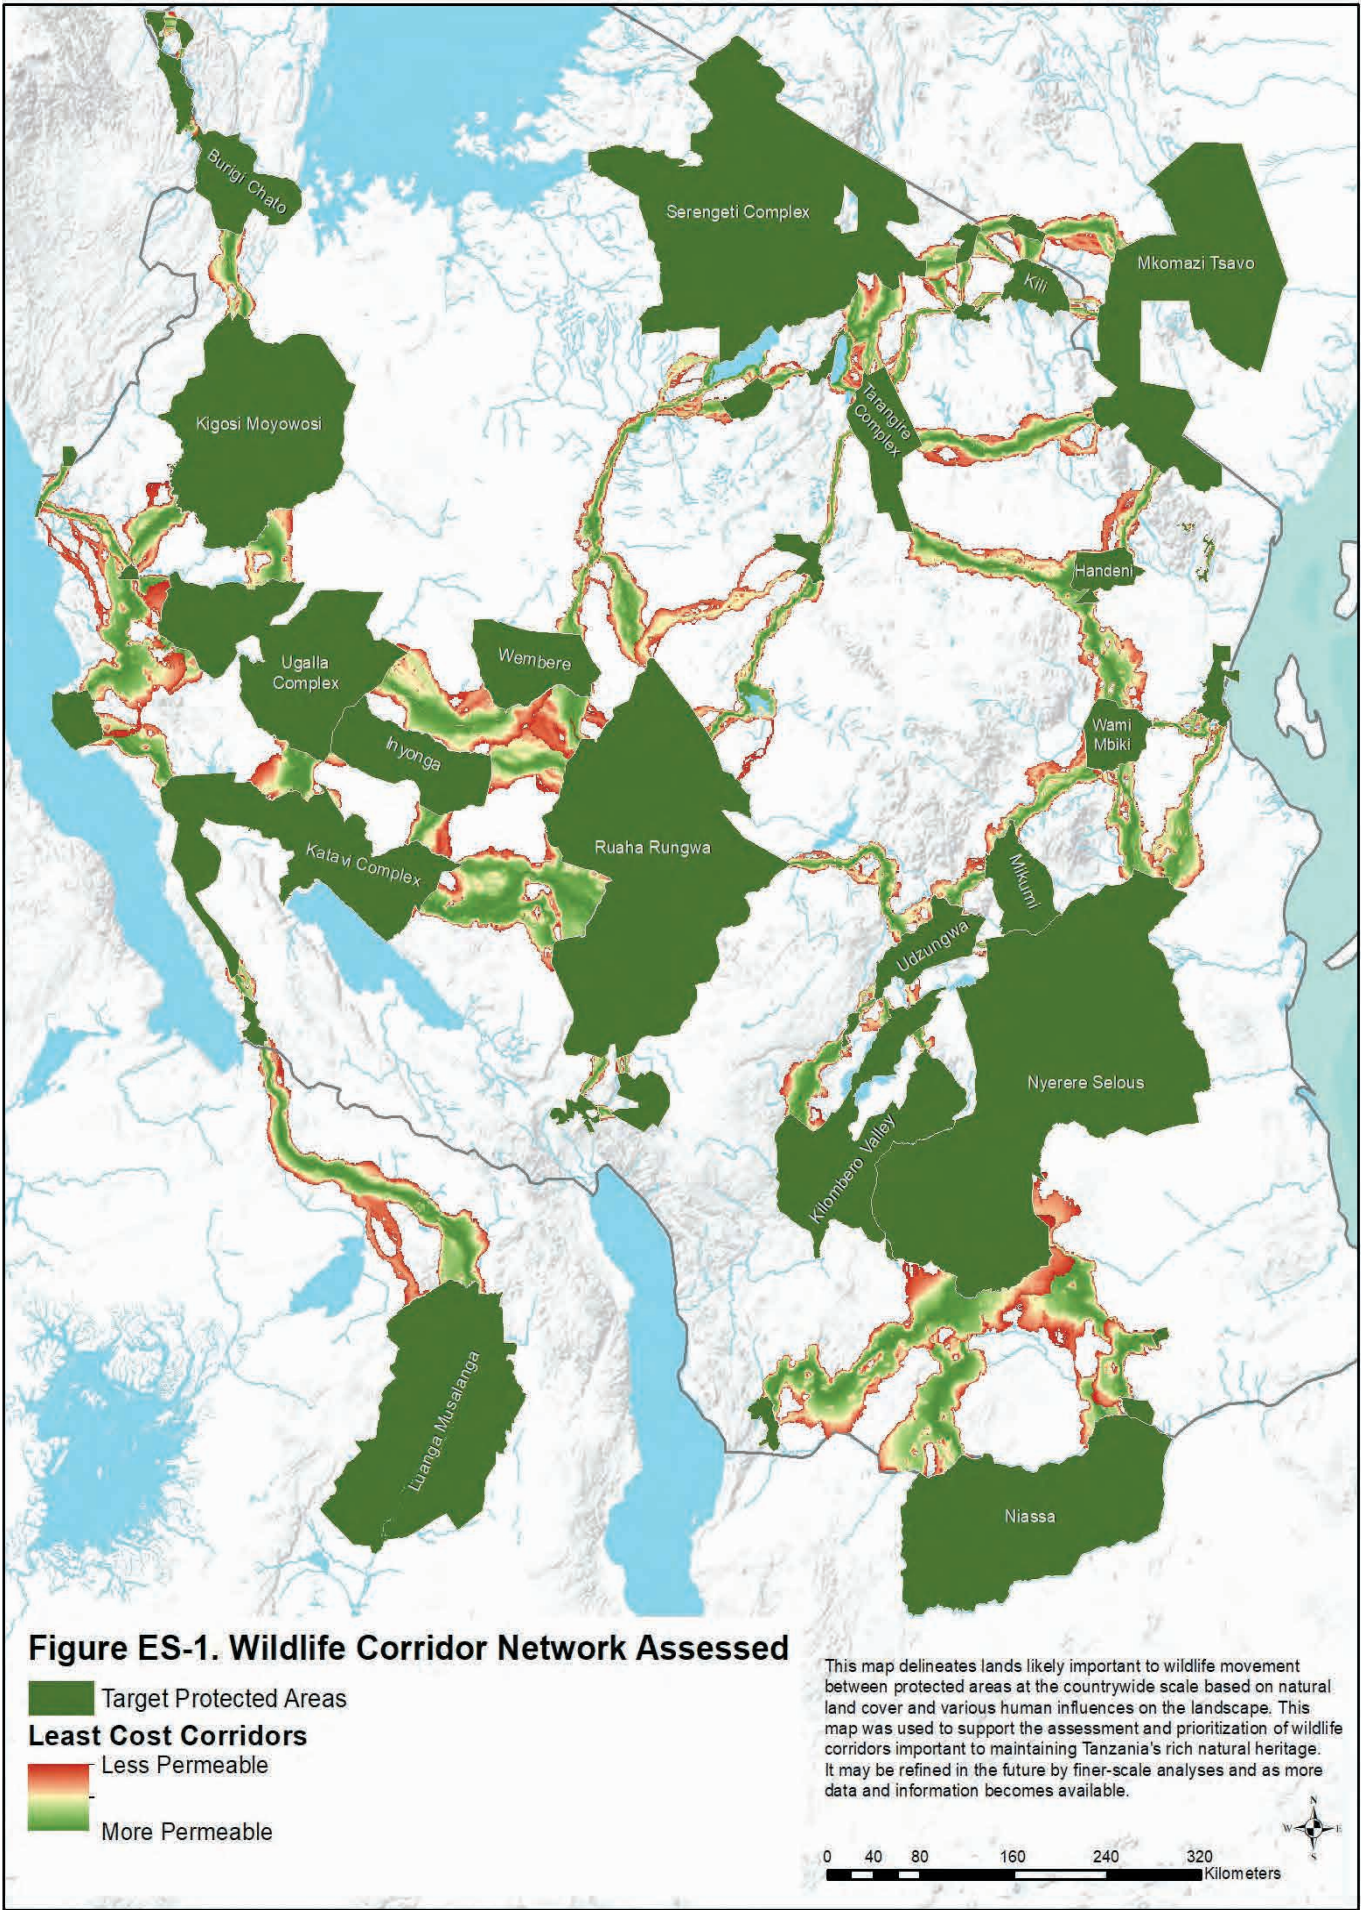 Burigi Chato
Serengeti Complex
Mkomazi Tsavo
Kili
Kigosi Moyowosi
Tarangire
Complex
Handeni
Ugalla
Complex
Wembere
Inyonga
Wami
Mbiki
Ruaha Rungwa
Katavi Complex
Mikumi
Udzungwa
Nyerere Selous
Kilombero Valley
Luanga Musalanga
Niassa
Figure ES-1. Wildlife Corridor Network Assessed
Target Protected Areas
Least Cost Corridors
Less Permeable
More Permeable
This map delineates lands likely important to wildlife movement
between protected areas at the countrywide scale based on natural
land cover and various human influences on the landscape. This
map was used to support the assessment and prioritization of wildlife
corridors important to maintaining Tanzania's rich natural heritage.
It may be refined in the future by finer-scale analyses and as more
data and information becomes available.
N
W E
S
0 40 80 160 240 320
Kilometers